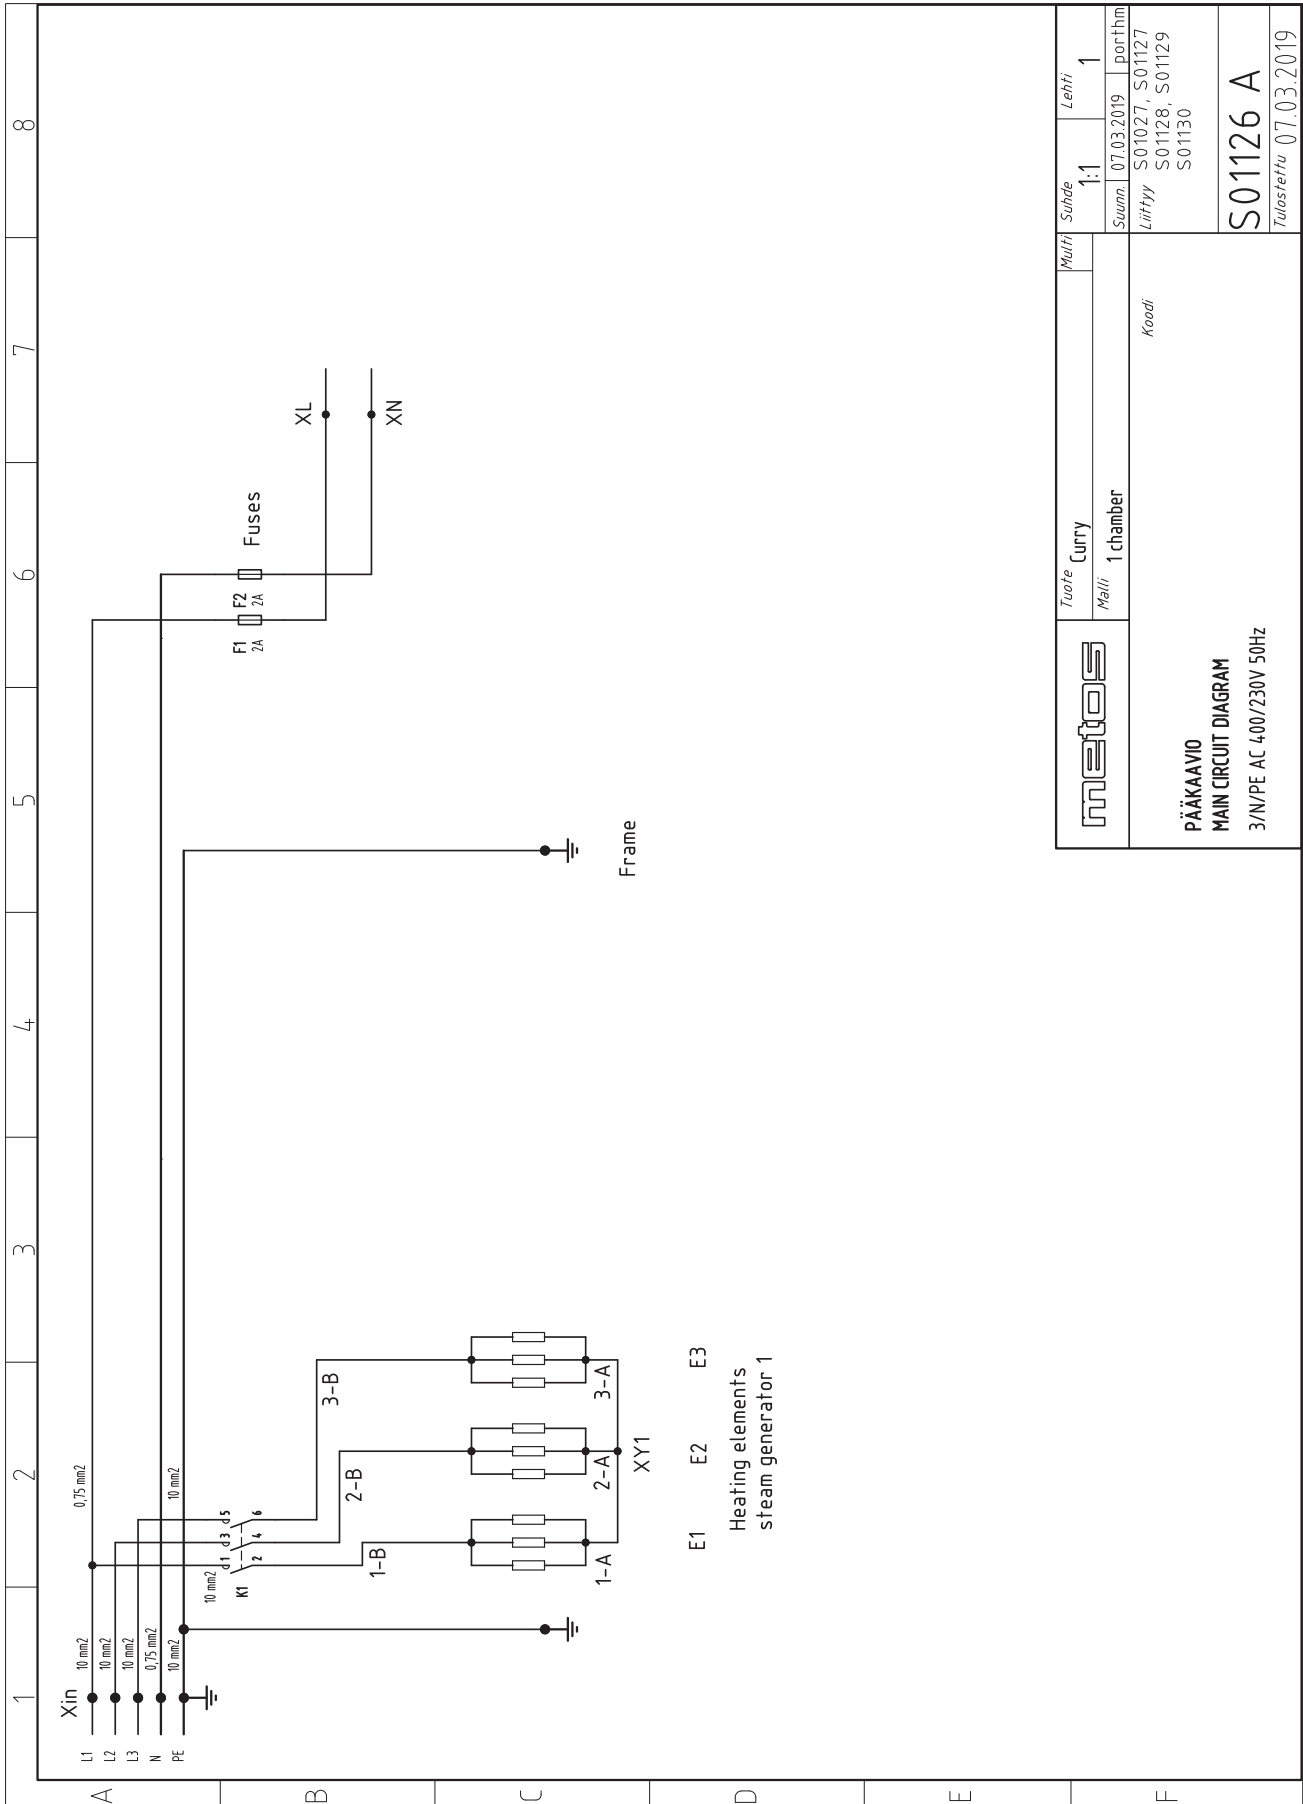 1 2 3 4 5 6 7 8
A
B
C
D
E
F
Xin
L1
L2
L3
N
PE
10 mm2
10 mm2
10 mm2
0,75 mm2
10 mm2
0,75 mm2
10 mm2
10 mm2
K1
1 3 5
2 4 6
1-B
2-B
3-B
1-A
2-A
3-A
XY1
E1 E2 E3
Heating elements
steam generator 1
Frame
F1
2A
F2
2A
Fuses
XL
XN
metos
Tuote
Curry
Multi
Malli
1 chamber
Suhde
1:1
Lehti
1
Suunn. 07.03.2019 porthm
Liittyy S01027, S01127
S01128, S01129
S01130
Koodi
PÄÄKAAVIO
MAIN CIRCUIT DIAGRAM
3/N/PE AC 400/230V 50Hz
S01126 A
Tulostettu 07.03.2019